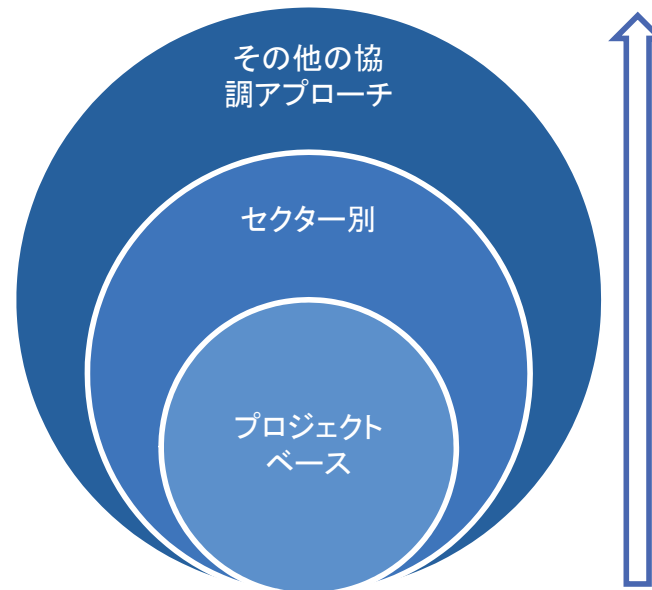 その他の協
調アプローチ
セクター別
プロジェクト
ベース